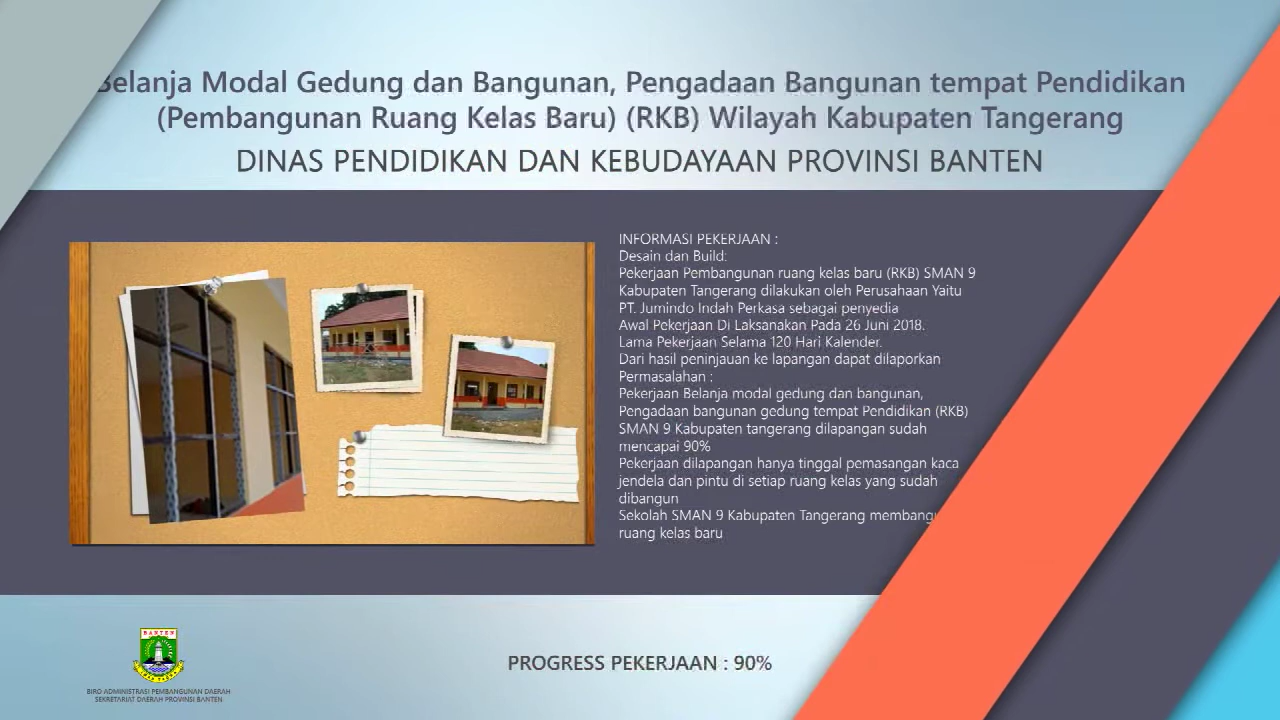 Belanja Modal Gedung dan Bangunan, Pengadaan Bangunan tempat Pendidikan
(Pembangunan Ruang Kelas Baru) (RKB) Wilayah Kabupaten Tangerang
DINAS PENDIDIKAN DAN KEBUDAYAAN PROVINSI BANTEN
INFORMASI PEKERJAAN :
Desain dan Build:
Pekerjaan Pembangunan ruang kelas baru (RKB) SMAN 9
Kabupaten Tangerang dilakukan oleh Perusahaan Yaitu
PT. Jumindo Indah Perkasa sebagai penyedia
Awal Pekerjaan Di Laksanakan Pada 26 Juni 2018.
Lama Pekerjaan Selama 120 Hari Kalender.
Dari hasil peninjauan ke lapangan dapat dilaporkan
Permasalahan :
Pekerjaan Belanja modal gedung dan bangunan,
Pengadaan bangunan gedung tempat Pendidikan (RKB)
SMAN 9 Kabupaten tangerang dilapangan sudah
mencapai 90%
Pekerjaan dilapangan hanya tinggal pemasangan kaca
jendela dan pintu di setiap ruang kelas yang sudah
dibangun
Sekolah SMAN 9 Kabupaten Tangerang
ruang kelas baru
BANTEN
BIRO ADMINISTRASI PEMBANGUNAN DAERAH
SEKRETARIAT DAERAH PROVINSI BANTEN
PROGRESS PEKERJAAN : 90%